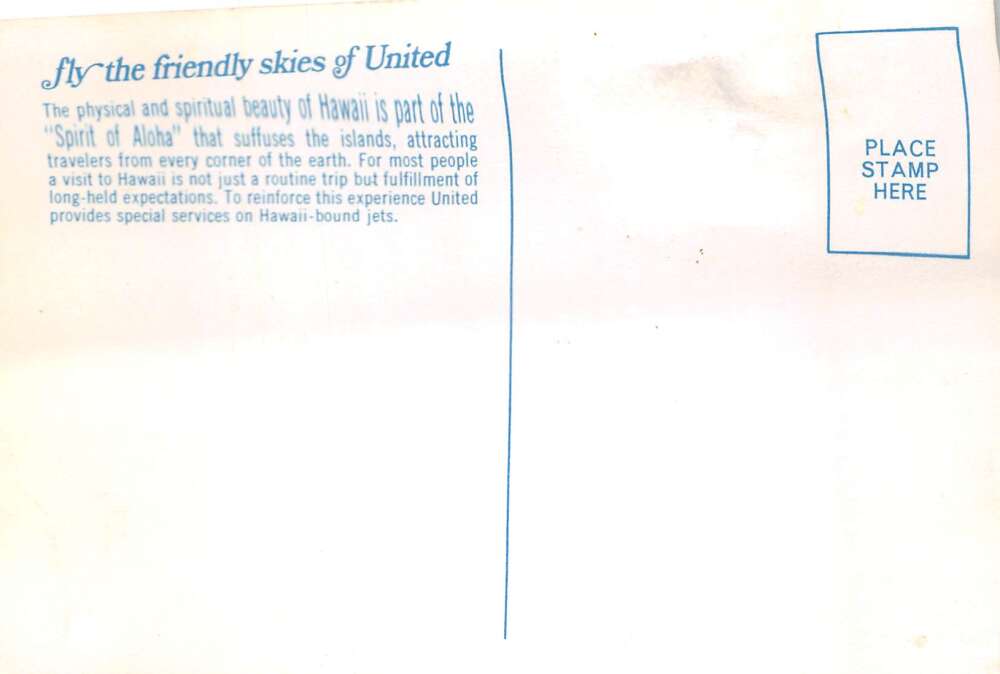 fly the friendly skies of United
The physical and spiritual beauty of Hawaii is part of the
"Spirit of Aloha" that suffuses the islands, attracting
travelers from every corner of the earth. For most people
a visit to Hawaii is not just a routine trip but fulfillment of
long-held expectations. To reinforce this experience United
provides special services on Hawaii-bound jets.
PLACE
STAMP
HERE